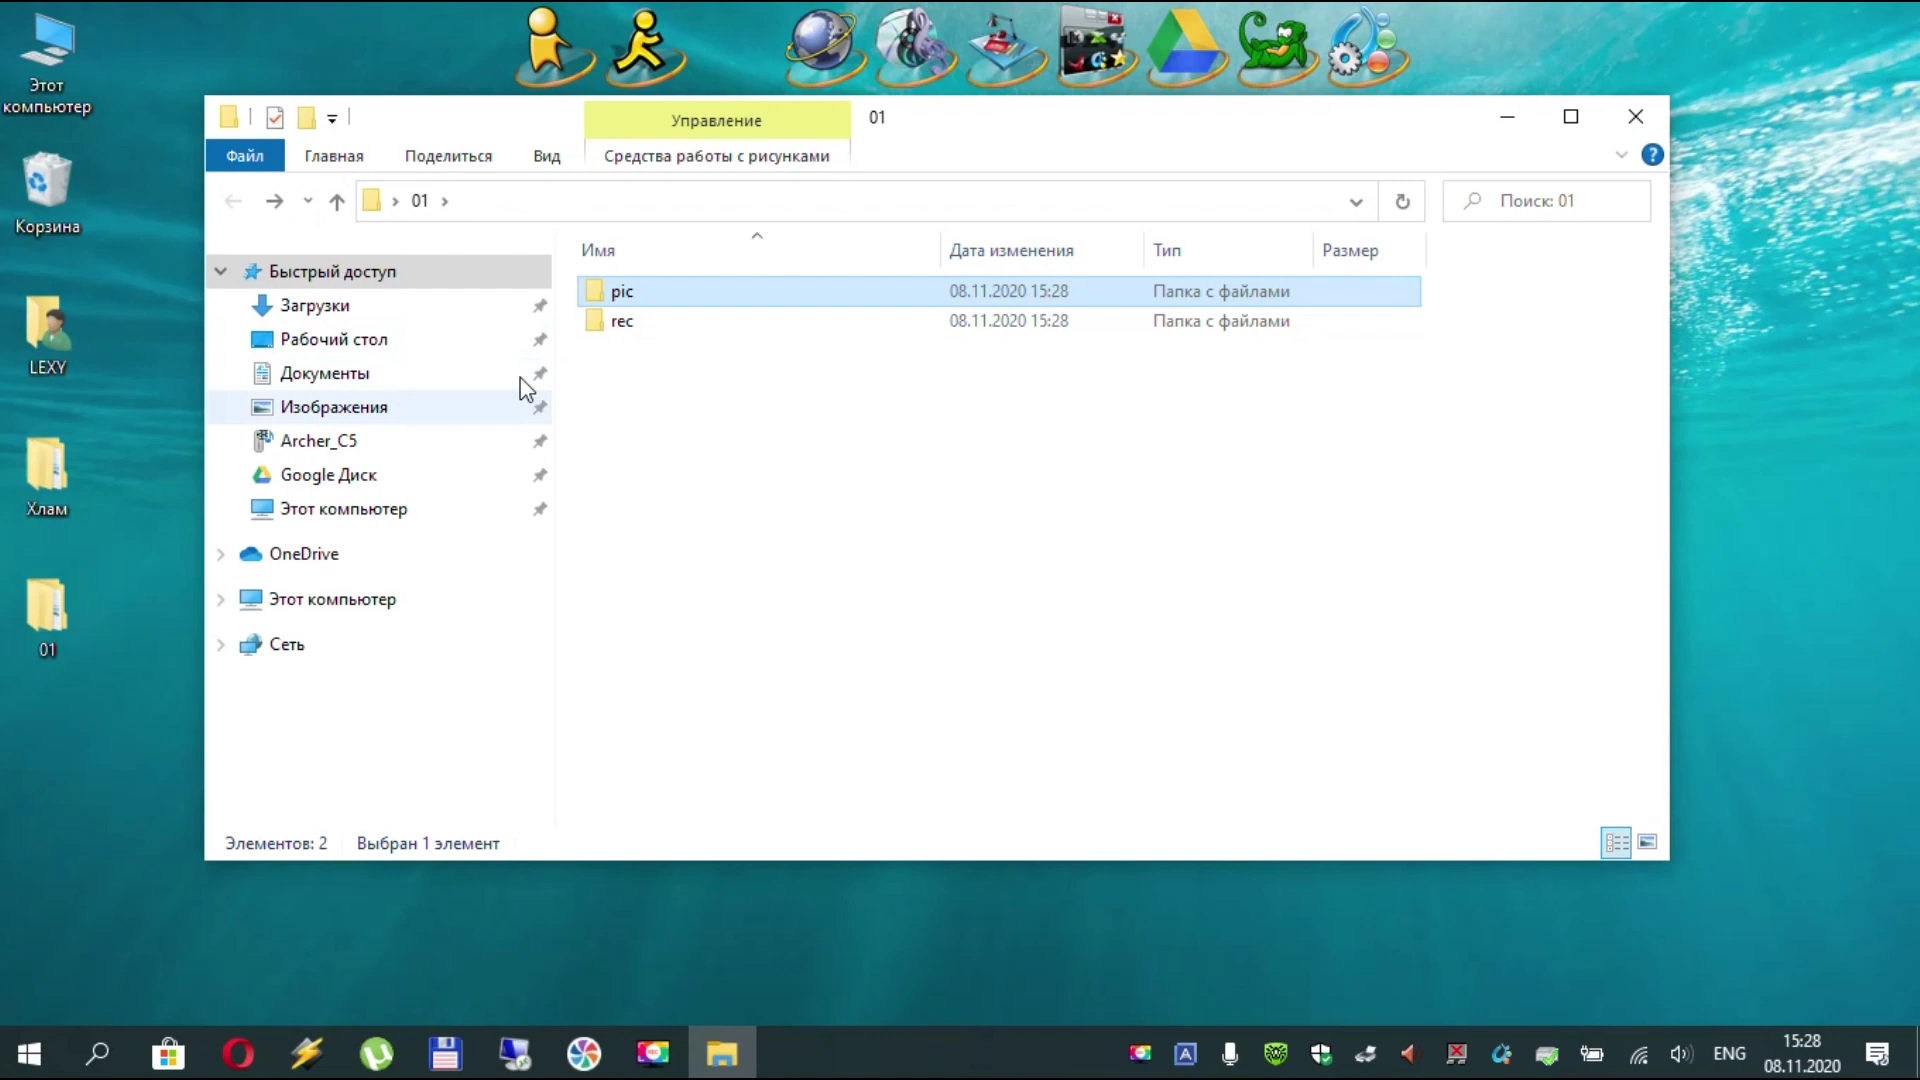 Этот
компьютер
Корзина
LEXY
Хлам
01
Управление
01
Файл
Главная
Поделиться
Вид
Средства работы с рисунками
01
Поиск: 01
Быстрый доступ
Загрузки
Рабочий стол
Документы
Изображения
Archer_C5
Google Диск
Этот компьютер
OneDrive
Этот компьютер
Сеть
Имя Дата изменения Тип Размер
pic 08.11.2020 15:28 Папка с файлами
rec 08.11.2020 15:28 Папка с файлами
Элементов: 2 Выбран 1 элемент
ENG
15:28
08.11.2020